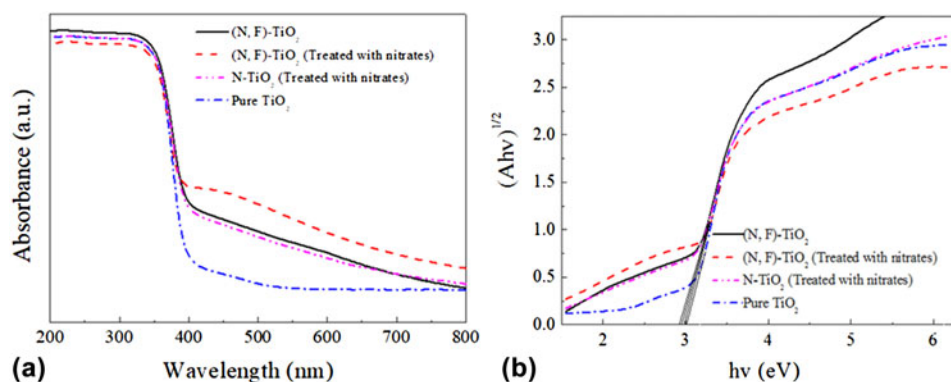 Absorbance (a.u.)
(N, F)-TiO₂
(N, F)-TiO₂ (Treated with nitrates)
N-TiO₂ (Treated with nitrates)
Pure TiO₂
200 300 400 500 600 700 800
Wavelength (nm)
(a)
(Ahv)^1/2
3.0
2.5
2.0
1.5
1.0
0.5
0.0
(N, F)-TiO₂
(N, F)-TiO₂ (Treated with nitrates)
N-TiO₂ (Treated with nitrates)
Pure TiO₂
2 3 4 5 6
hv (eV)
(b)